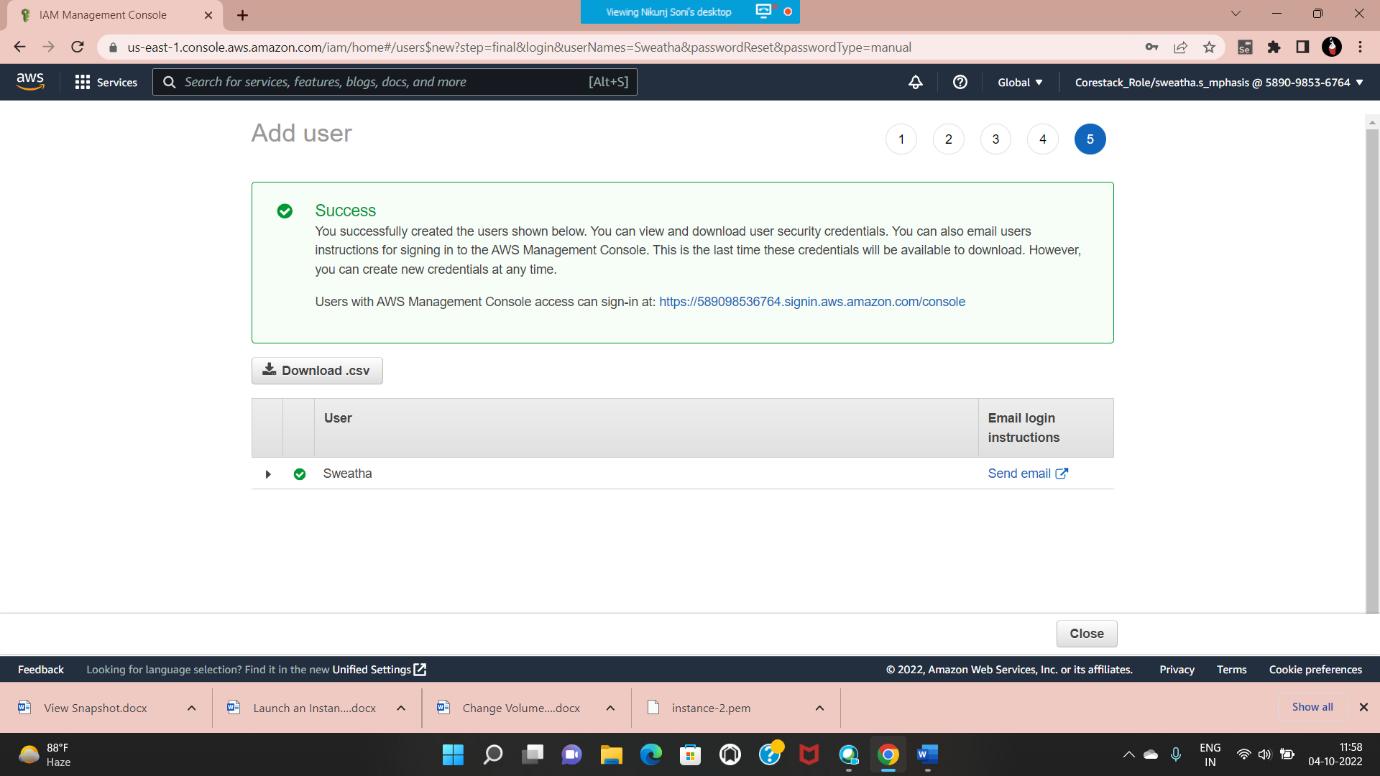 IAM Management Console
Viewing Nikunj Soni's desktop
us-east-1.console.aws.amazon.com/iam/home#/users$new?step=final&login&userNames=Sweatha&passwordReset&passwordType=manual
aws
Services
Search for services, features, blogs, docs, and more
[Alt+S]
Global
Corestack_Role/sweatha.s_mphasis @ 5890-9853-6764
Add user
1 2 3 4 5
Success
You successfully created the users shown below. You can view and download user security credentials. You can also email users
instructions for signing in to the AWS Management Console. This is the last time these credentials will be available to download. However,
you can create new credentials at any time.
Users with AWS Management Console access can sign-in at: https://589098536764.signin.aws.amazon.com/console
Download .csv
User
Email login
instructions
Sweatha
Send email
Close
Feedback
Looking for language selection? Find it in the new Unified Settings
© 2022, Amazon Web Services, Inc. or its affiliates.
Privacy
Terms
Cookie preferences
View Snapshot.docx
Launch an Instan....docx
Change Volume....docx
instance-2.pem
Show all
88°F
Haze
ENG
IN
11:58
04-10-2022